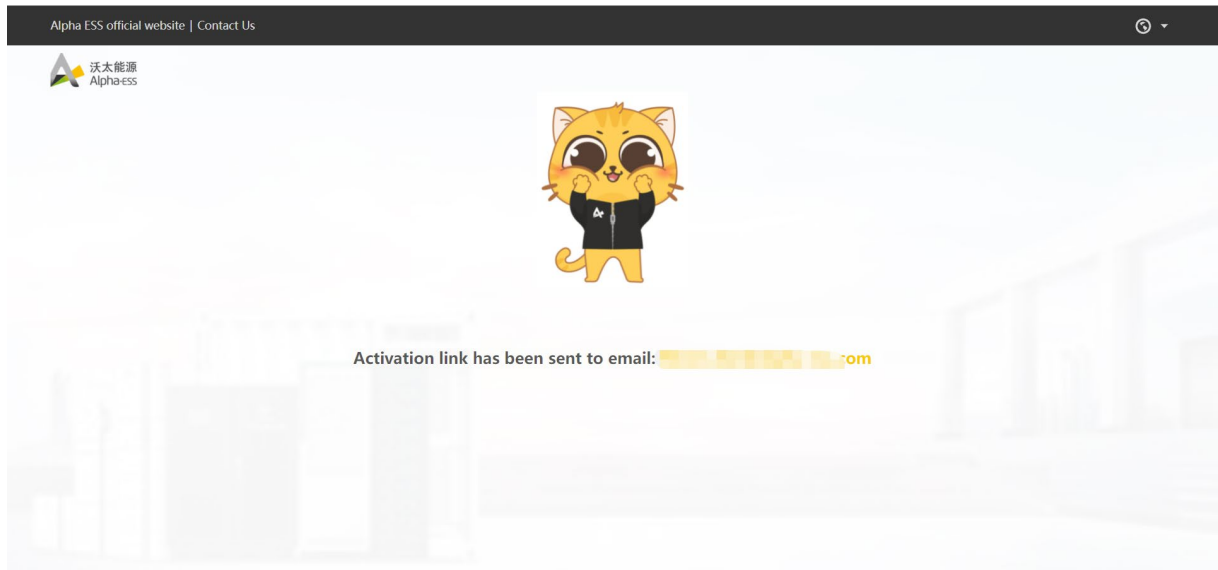 Alpha ESS official website | Contact Us
沃太能源
Alpha-ESS
Activation link has been sent to email: